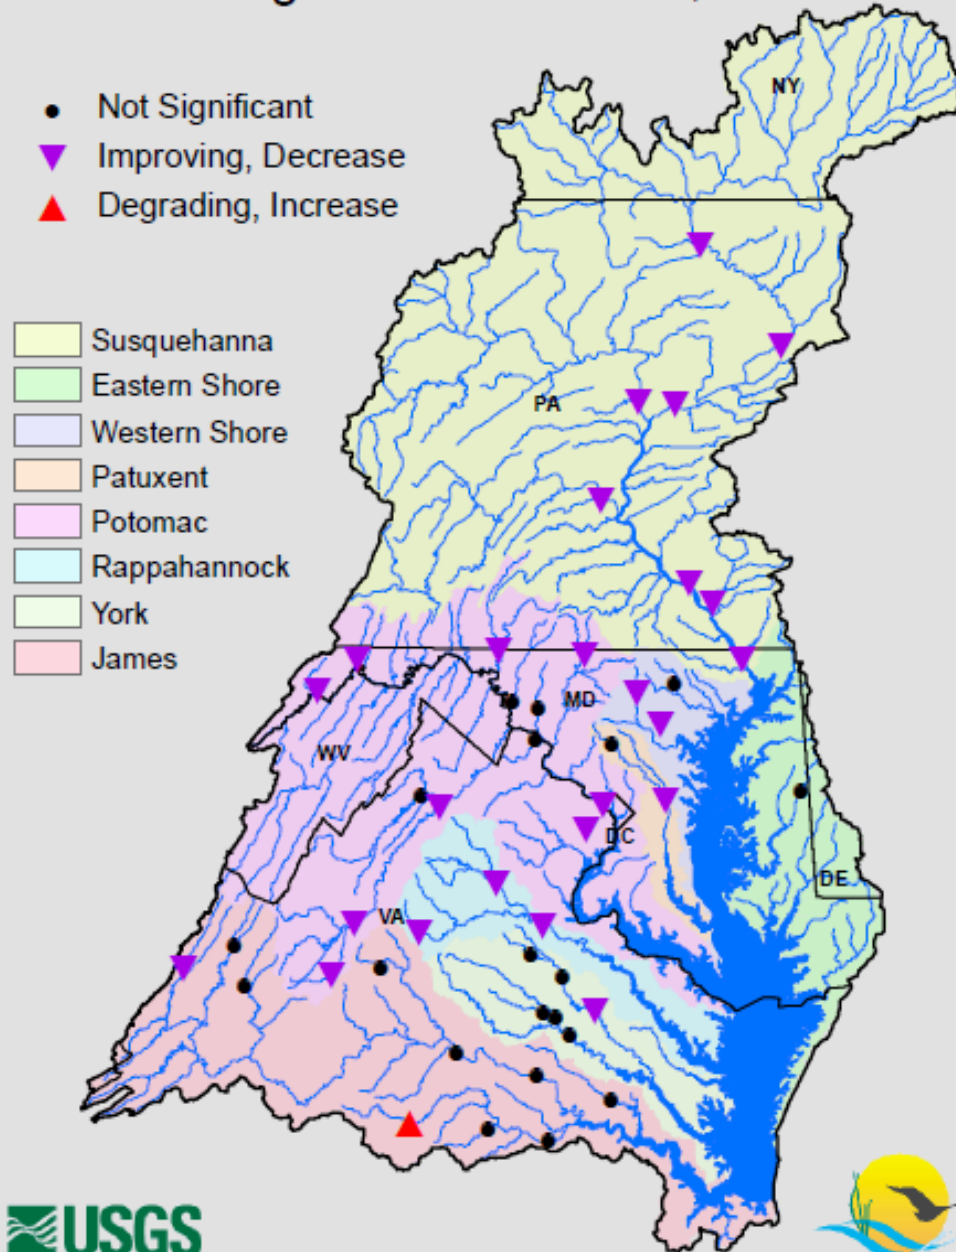 Not Significant
Improving, Decrease
Degrading, Increase
Susquehanna
Eastern Shore
Western Shore
Patuxent
Potomac
Rappahannock
York
James
NY
PA
MD
WV
DC
DE
VA
USGS